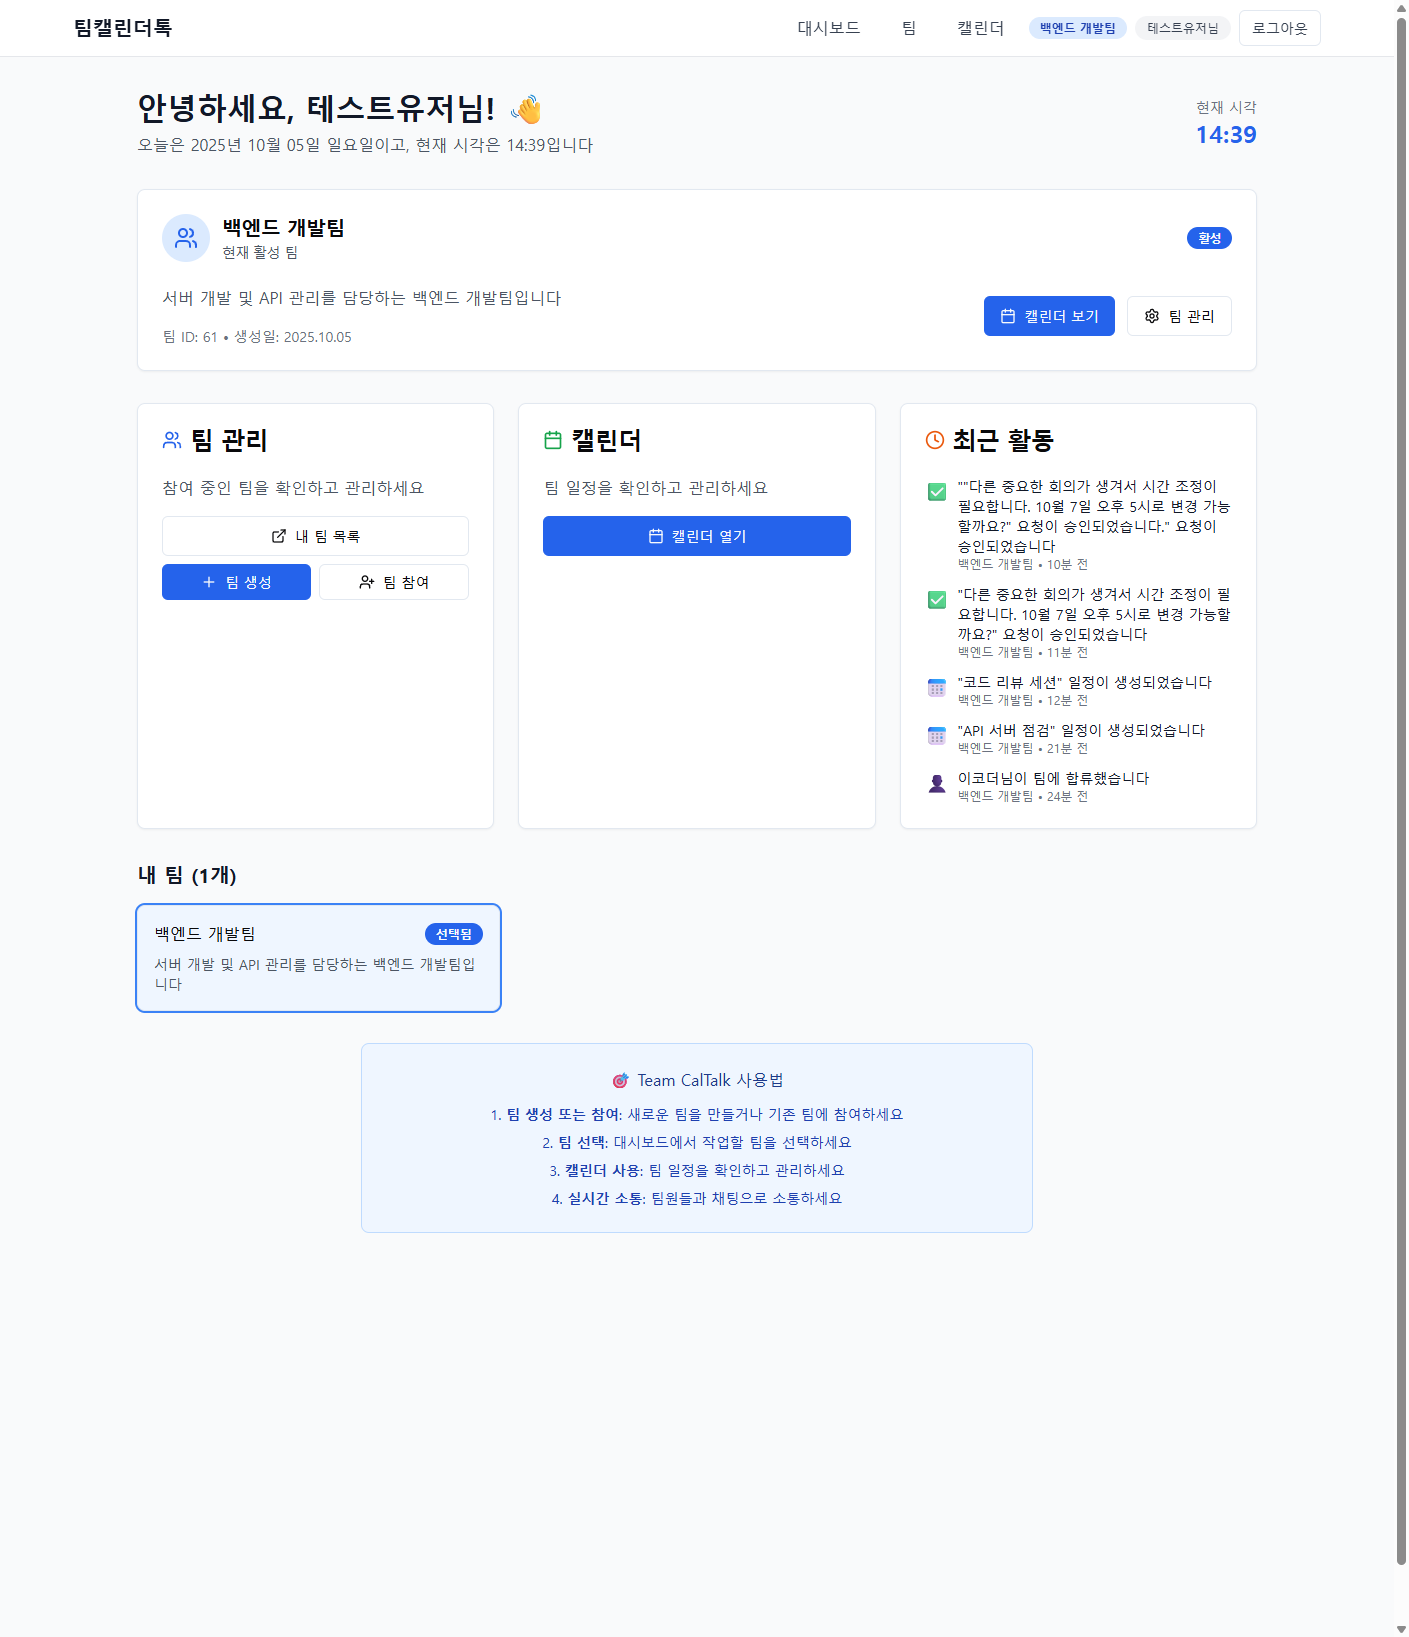 팀캘린더톡
대시보드
팀
캘린더
백엔드 개발팀
테스트유저님
로그아웃
안녕하세요, 테스트유저님! 👋
오늘은 2025년 10월 05일 일요일이고, 현재 시각은 14:39입니다
현재 시각
14:39
백엔드 개발팀
현재 활성 팀
활성
서버 개발 및 API 관리를 담당하는 백엔드 개발팀입니다
팀 ID: 61 • 생성일: 2025.10.05
캘린더 보기
팀 관리
팀 관리
참여 중인 팀을 확인하고 관리하세요
내 팀 목록
팀 생성
팀 참여
캘린더
팀 일정을 확인하고 관리하세요
캘린더 열기
최근 활동
""다른 중요한 회의가 생겨서 시간 조정이
필요합니다. 10월 7일 오후 5시로 변경 가능
할까요?" 요청이 승인되었습니다." 요청이
승인되었습니다
백엔드 개발팀 • 10분 전
"다른 중요한 회의가 생겨서 시간 조정이 필
요합니다. 10월 7일 오후 5시로 변경 가능할
까요?" 요청이 승인되었습니다
백엔드 개발팀 • 11분 전
"코드 리뷰 세션" 일정이 생성되었습니다
백엔드 개발팀 • 12분 전
"API 서버 점검" 일정이 생성되었습니다
백엔드 개발팀 • 21분 전
이코더님이 팀에 합류했습니다
백엔드 개발팀 • 24분 전
내 팀 (1개)
백엔드 개발팀
선택됨
서버 개발 및 API 관리를 담당하는 백엔드 개발팀입
니다
🎯 Team CalTalk 사용법
1. 팀 생성 또는 참여: 새로운 팀을 만들거나 기존 팀에 참여하세요
2. 팀 선택: 대시보드에서 작업할 팀을 선택하세요
3. 캘린더 사용: 팀 일정을 확인하고 관리하세요
4. 실시간 소통: 팀원들과 채팅으로 소통하세요